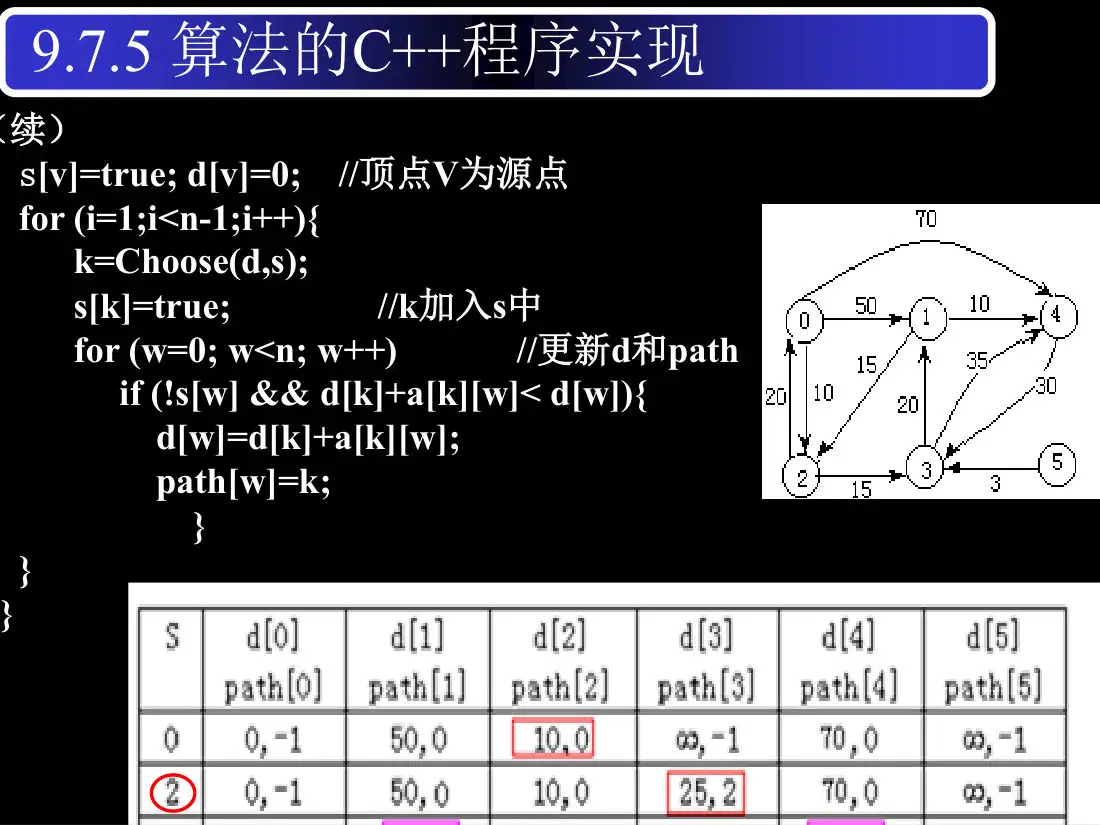 9.7.5 算法的C++程序实现
（续）
s[v]=true; d[v]=0; //顶点V为源点
for (i=1;i<n-1;i++){
k=Choose(d,s);
s[k]=true; //k加入s中
for (w=0; w<n; w++) //更新d和path
if (!s[w] && d[k]+a[k][w]< d[w]){
d[w]=d[k]+a[k][w];
path[w]=k;
}
}
}
70
0 50 1 10 4
15 35 30
20 10 20
2 15 3 3 5
S d[0] d[1] d[2] d[3] d[4] d[5]
path[0] path[1] path[2] path[3] path[4] path[5]
0 0,-1 50,0 10,0 ∞,-1 70,0 ∞,-1
2 0,-1 50,0 10,0 25,2 70,0 ∞,-1